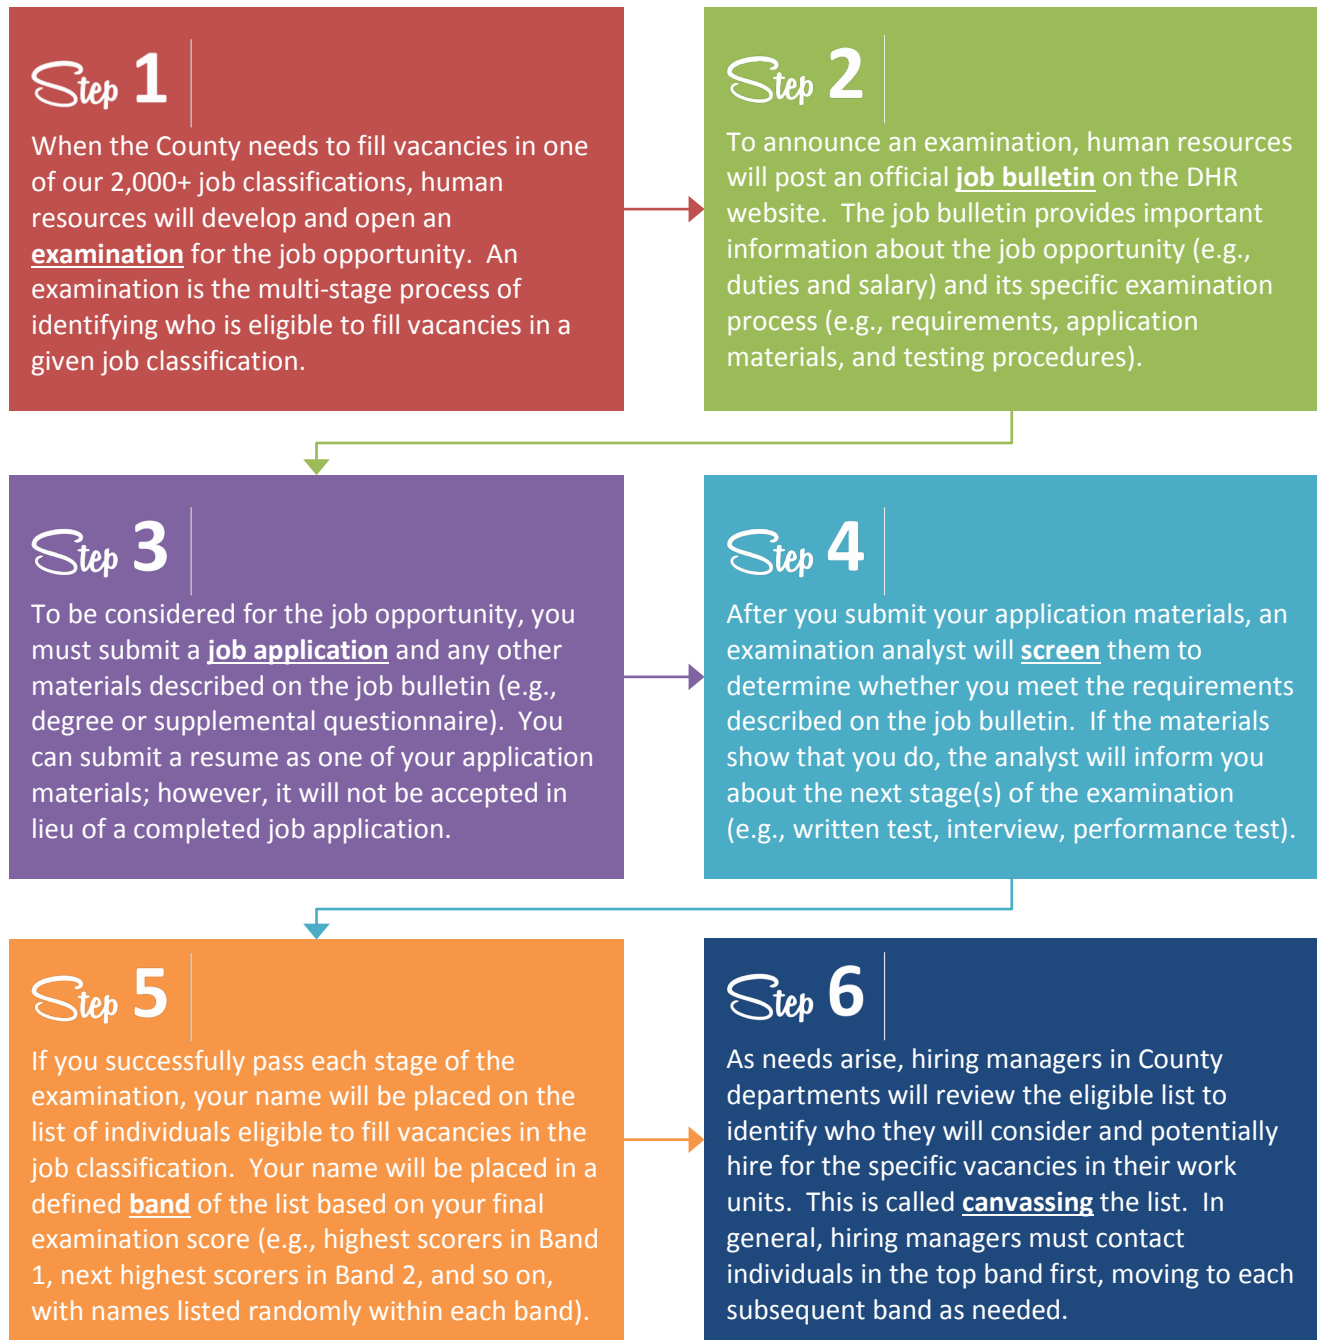 Step 1
When the County needs to fill vacancies in one
of our 2,000+ job classifications, human
resources will develop and open an
examination for the job opportunity.  An
examination is the multi-stage process of
identifying who is eligible to fill vacancies in a
given job classification.
Step 2
To announce an examination, human resources
will post an official job bulletin on the DHR
website.  The job bulletin provides important
information about the job opportunity (e.g.,
duties and salary) and its specific examination
process (e.g., requirements, application
materials, and testing procedures).
Step 3
To be considered for the job opportunity, you
must submit a job application and any other
materials described on the job bulletin (e.g.,
degree or supplemental questionnaire).  You
can submit a resume as one of your application
materials; however, it will not be accepted in
lieu of a completed job application.
Step 4
After you submit your application materials, an
examination analyst will screen them to
determine whether you meet the requirements
described on the job bulletin.  If the materials
show that you do, the analyst will inform you
about the next stage(s) of the examination
(e.g., written test, interview, performance test).
Step 5
If you successfully pass each stage of the
examination, your name will be placed on the
list of individuals eligible to fill vacancies in the
job classification.  Your name will be placed in a
defined band of the list based on your final
examination score (e.g., highest scorers in Band
1, next highest scorers in Band 2, and so on,
with names listed randomly within each band).
Step 6
As needs arise, hiring managers in County
departments will review the eligible list to
identify who they will consider and potentially
hire for the specific vacancies in their work
units.  This is called canvassing the list.  In
general, hiring managers must contact
individuals in the top band first, moving to each
subsequent band as needed.